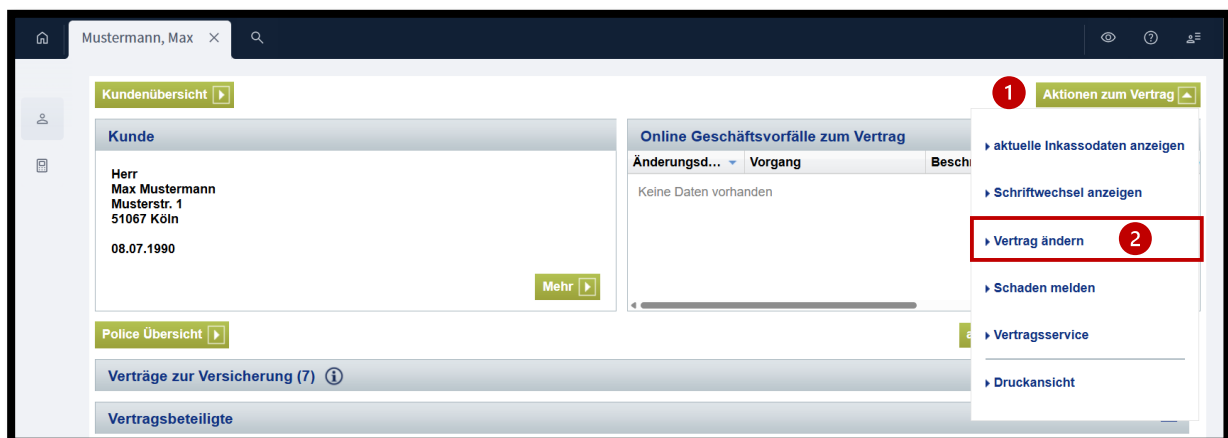 Mustermann, Max
Kundenübersicht
1
Aktionen zum Vertrag
Kunde
Herr
Max Mustermann
Musterstr. 1
51067 Köln
08.07.1990
Mehr
Online Geschäftsvorfälle zum Vertrag
Änderungsd... Vorgang
Keine Daten vorhanden
aktuelle Inkassodaten anzeigen
Schriftwechsel anzeigen
Vertrag ändern 2
Schaden melden
Vertragsservice
Druckansicht
Police Übersicht
Verträge zur Versicherung (7)
Vertragsbeteiligte